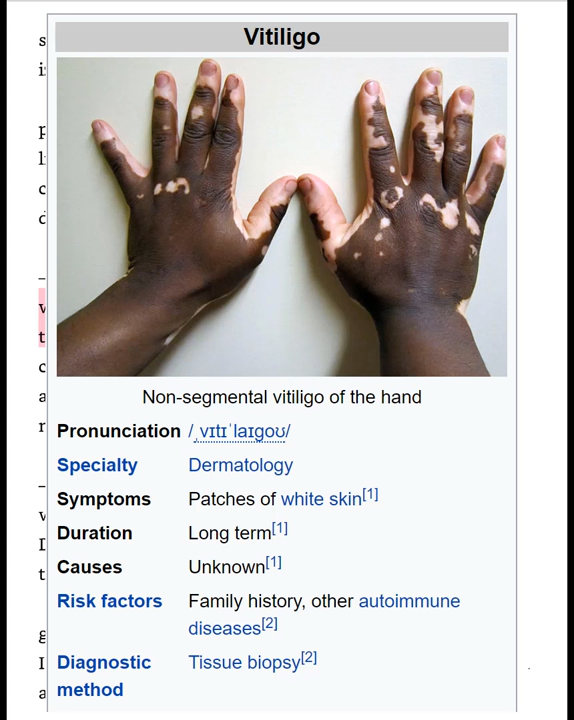 Vitiligo
Non-segmental vitiligo of the hand
Pronunciation /ˌvɪtɪˈlaɪɡoʊ/
Specialty Dermatology
Symptoms Patches of white skin[1]
Duration Long term[1]
Causes Unknown[1]
Risk factors Family history, other autoimmune
diseases[2]
Diagnostic Tissue biopsy[2]
method